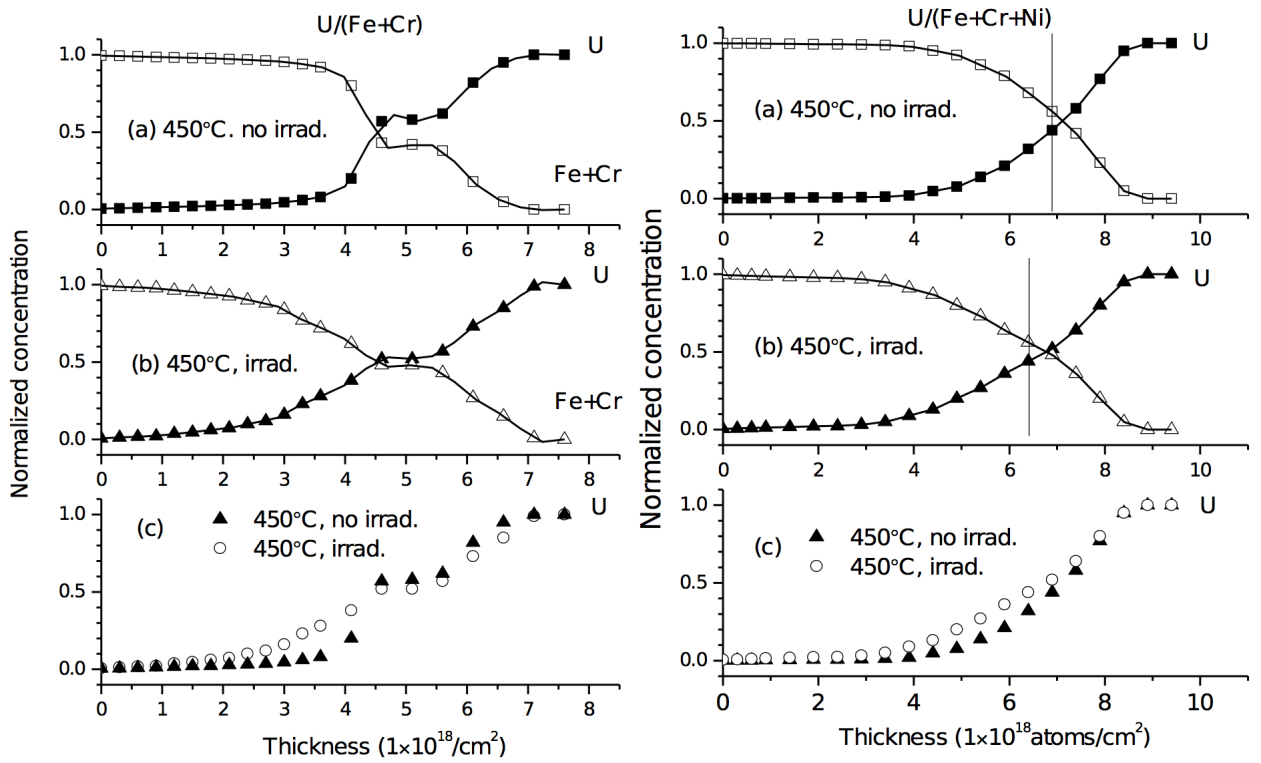 U/(Fe+Cr)
U
1.0
0.5
0.0
(a) 450°C. no irrad.
Fe+Cr
0 1 2 3 4 5 6 7 8
U
1.0
0.5
0.0
(b) 450°C, irrad.
Fe+Cr
0 1 2 3 4 5 6 7 8
Normalized concentration
U
1.0
0.5
0.0
(c)
450°C, no irrad.
450°C, irrad.
0 1 2 3 4 5 6 7 8
Thickness (1×10¹⁸/cm²)
U/(Fe+Cr+Ni)
U
1.0
0.5
0.0
(a) 450°C, no irrad.
0 2 4 6 8 10
U
1.0
0.5
0.0
(b) 450°C, irrad.
0 2 4 6 8 10
Normalized concentration
U
1.0
0.5
0.0
(c)
450°C, no irrad.
450°C, irrad.
0 2 4 6 8 10
Thickness (1×10¹⁸atoms/cm²)